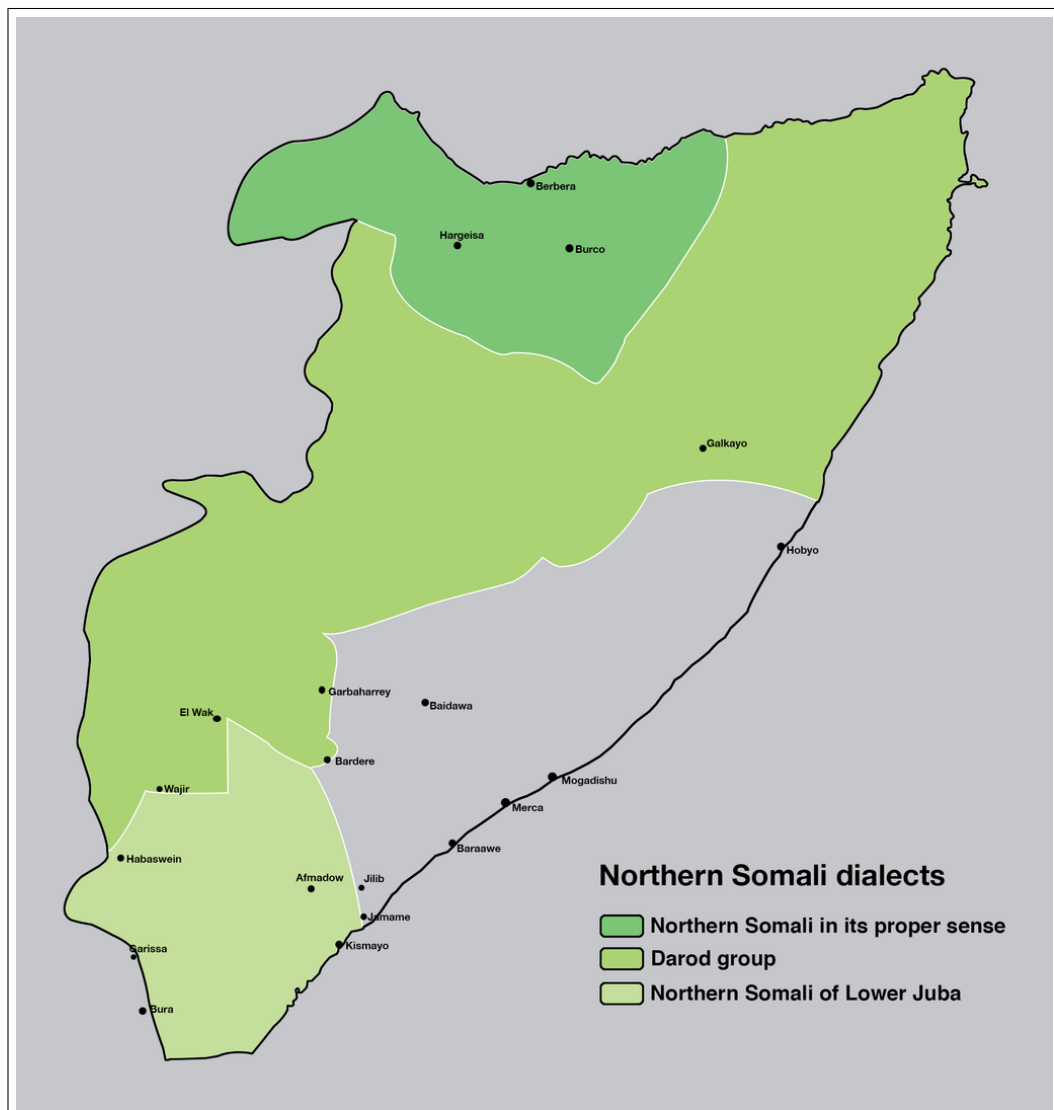 Berbera
Hargeisa
Burco
Galkayo
Hobyo
Garbaharrey
Baidawa
El Wak
Bardere
Mogadishu
Wajir
Merca
Baraawe
Habaswein
Afmadow
Jilib
Jamame
Kismayo
Garissa
Bura
Northern Somali dialects
Northern Somali in its proper sense
Darod group
Northern Somali of Lower Juba